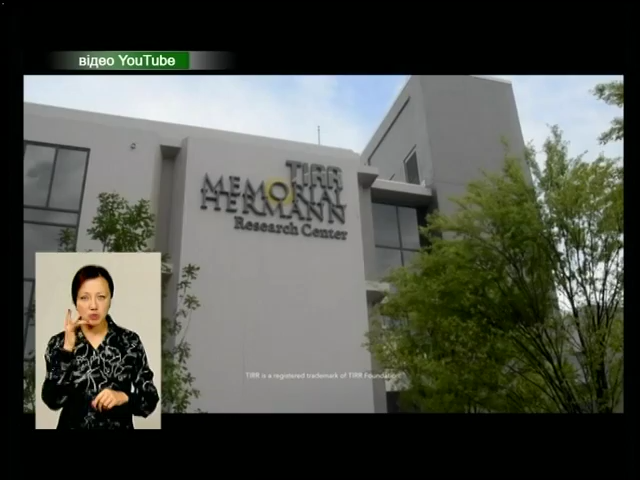 відео YouTube
TIRR
MEMORIAL
HERMANN
Research Center
TIRR is a registered trademark of TIRR Foundation